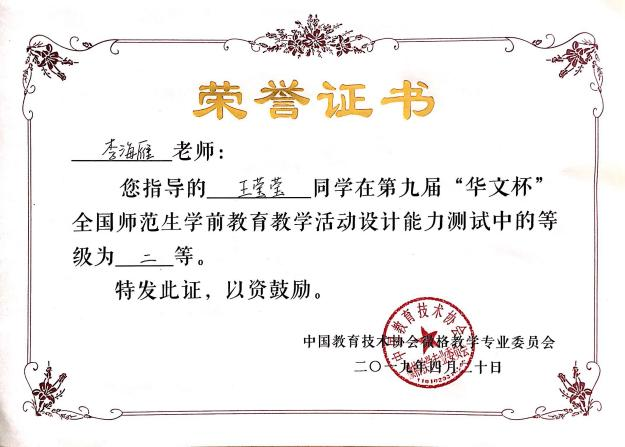 荣誉证书
李海雁 老师：
您指导的 王莹莹 同学在第九届“华文杯”
全国师范生学前教育教学活动设计能力测试中的等
级为 二 等。
特发此证，以资鼓励。
中国教育技术协会微格教学专业委员会
二〇一九年四月二十日
中国教育技术协会